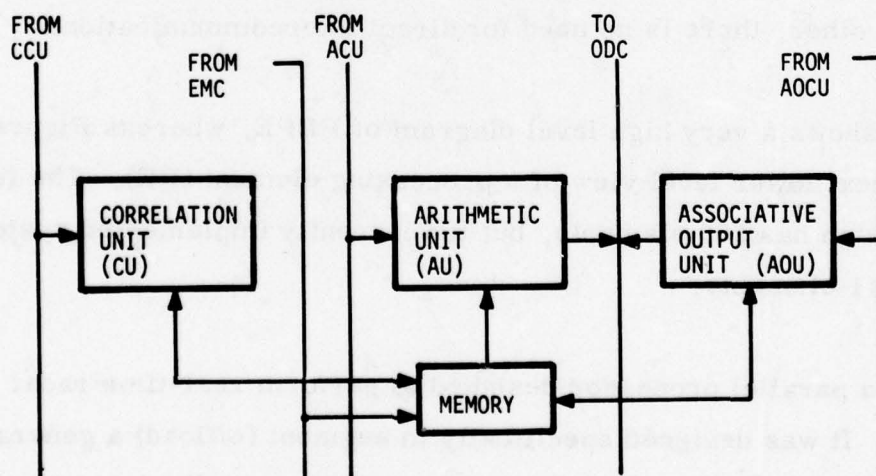 FROM
CCU
FROM
EMC
FROM
ACU
TO
ODC
FROM
AOCU
CORRELATION
UNIT
(CU)
ARITHMETIC
UNIT
(AU)
ASSOCIATIVE
OUTPUT
UNIT (AOU)
MEMORY